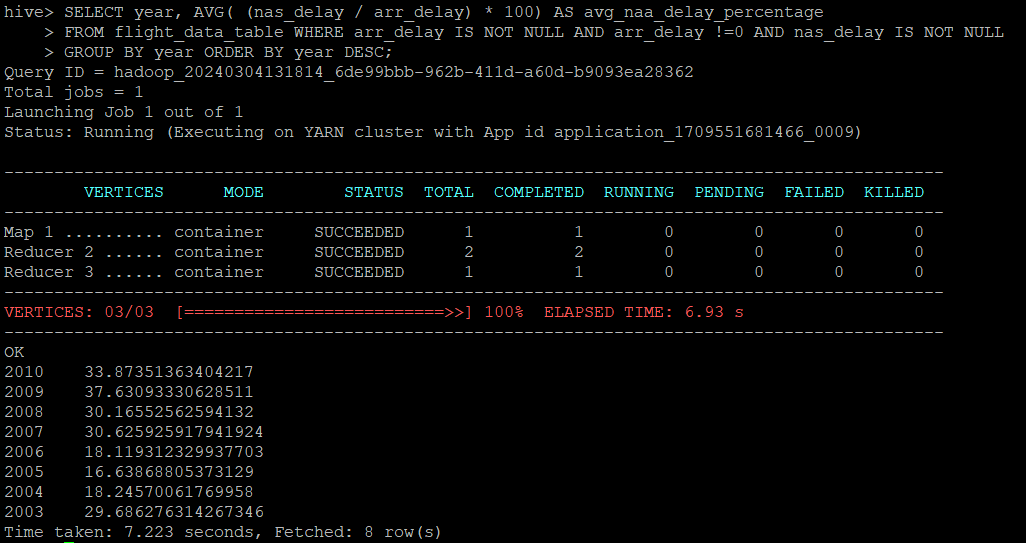 hive> SELECT year, AVG( (nas_delay / arr_delay) * 100) AS avg_naa_delay_percentage
    > FROM flight_data_table WHERE arr_delay IS NOT NULL AND arr_delay !=0 AND nas_delay IS NOT NULL
    > GROUP BY year ORDER BY year DESC;
Query ID = hadoop_20240304131814_6de99bbb-962b-411d-a60d-b9093ea28362
Total jobs = 1
Launching Job 1 out of 1
Status: Running (Executing on YARN cluster with App id application_1709551681466_0009)
----------------------------------------------------------------------------------------------
        VERTICES      MODE        STATUS  TOTAL  COMPLETED  RUNNING  PENDING  FAILED  KILLED
----------------------------------------------------------------------------------------------
Map 1 .......... container     SUCCEEDED      1          1        0        0       0       0
Reducer 2 ...... container     SUCCEEDED      2          2        0        0       0       0
Reducer 3 ...... container     SUCCEEDED      1          1        0        0       0       0
----------------------------------------------------------------------------------------------
VERTICES: 03/03  [==========================>>] 100%  ELAPSED TIME: 6.93 s
----------------------------------------------------------------------------------------------
OK
2010    33.87351363404217
2009    37.63093330628511
2008    30.16552562594132
2007    30.625925917941924
2006    18.119312329937703
2005    16.63868805373129
2004    18.24570061769958
2003    29.686276314267346
Time taken: 7.223 seconds, Fetched: 8 row(s)